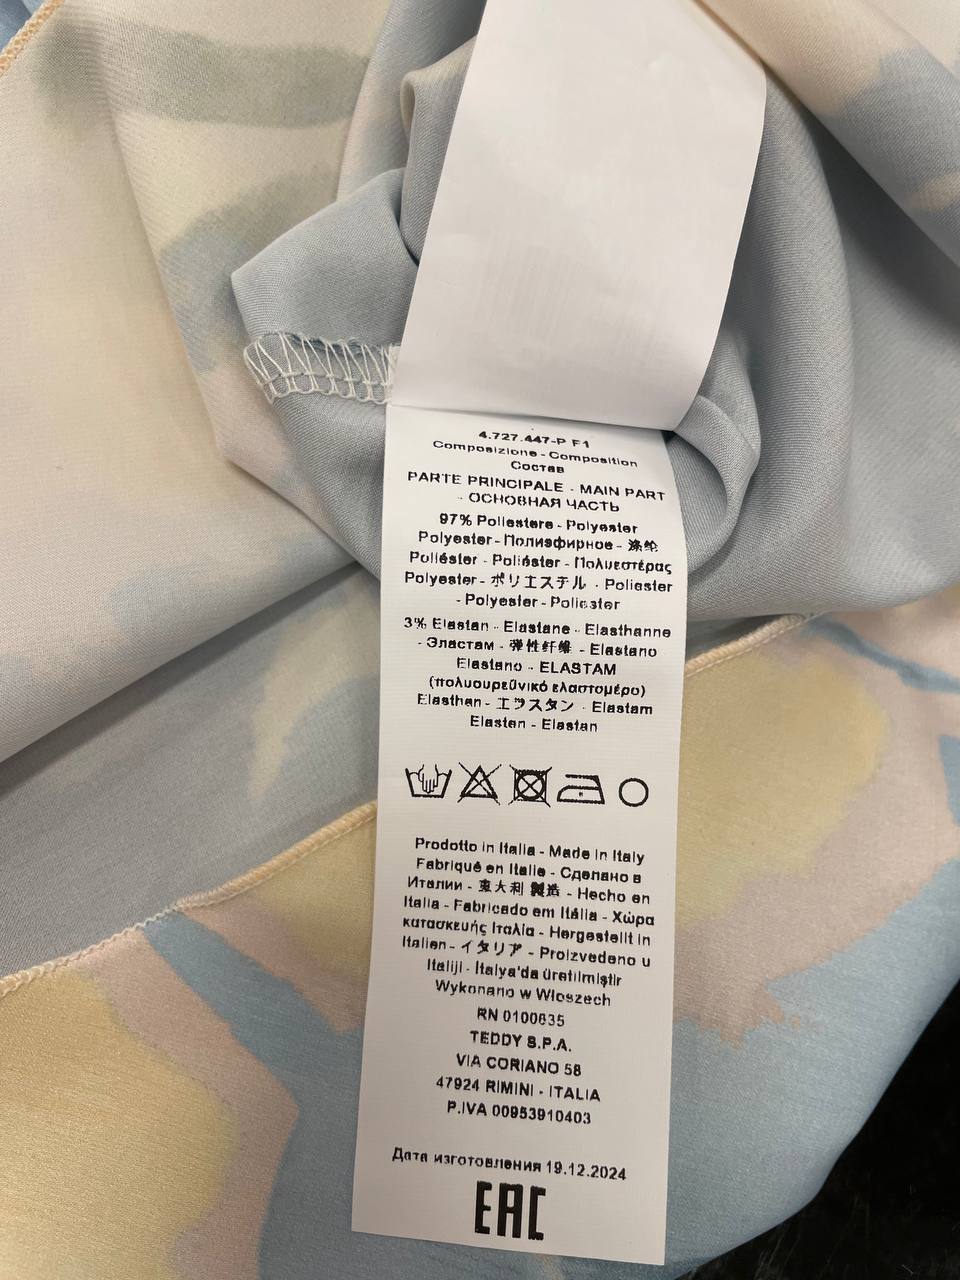 4.727.447-P F1
Composizione - Composition
Состав
PARTE PRINCIPALE - MAIN PART
- ОСНОВНАЯ ЧАСТЬ
97% Poliestere - Polyester
Polyester - Полиэфирное - 涤纶
Poliéster - Poliéster - Πολυεστέρας
Polyester - ポリエステル - Poliester
- Polyester - Poliester
3% Elastan - Elastane - Elasthanne
- Эластам - 弹性纤维 - Elastano
Elastano - ELASTAM
(πολυουρεϋνικό ελαστομέρο)
Elasthan - エラスタン - Elastam
Elastan - Elastan
Prodotto in Italia - Made in Italy
Fabriqué en Italie - Сделано в
Италии - 意大利 製造 - Hecho en
Italia - Fabricado em Itália - Χώρα
κατασκευής Ιταλία - Hergestellt in
Italien - イタリア - Proizvedeno u
Italiji - Italya'da üretilmiştir
Wykonano w Włoszech
RN 0100635
TEDDY S.P.A.
VIA CORIANO 58
47924 RIMINI - ITALIA
P.IVA 00953910403
Дата изготовления 19.12.2024
EAC